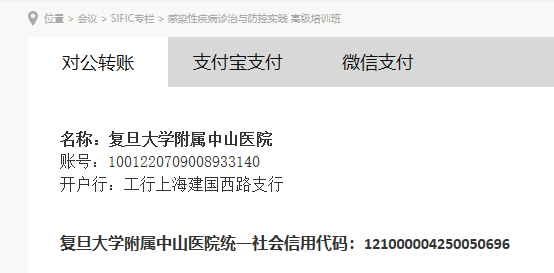 位置 > 会议 > SIFIC专栏 > 感染性疾病诊治与防控实践 高级培训班
对公转账 支付宝支付 微信支付
名称：复旦大学附属中山医院
账号：1001220709008933140
开户行：工行上海建国西路支行
复旦大学附属中山医院统一社会信用代码：121000004250050696